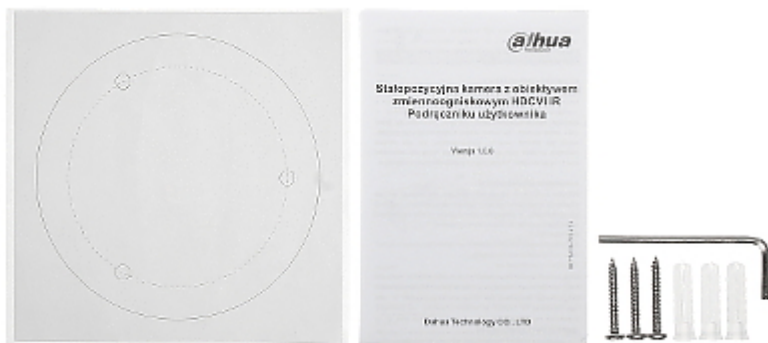 alhua
Stałopozycyjna kamera z obiektywem
zmiennoogniskowym HDCVI IR
Podręczniku użytkownika
Wersja 1.0.0
Dahua Technology CO., LTD